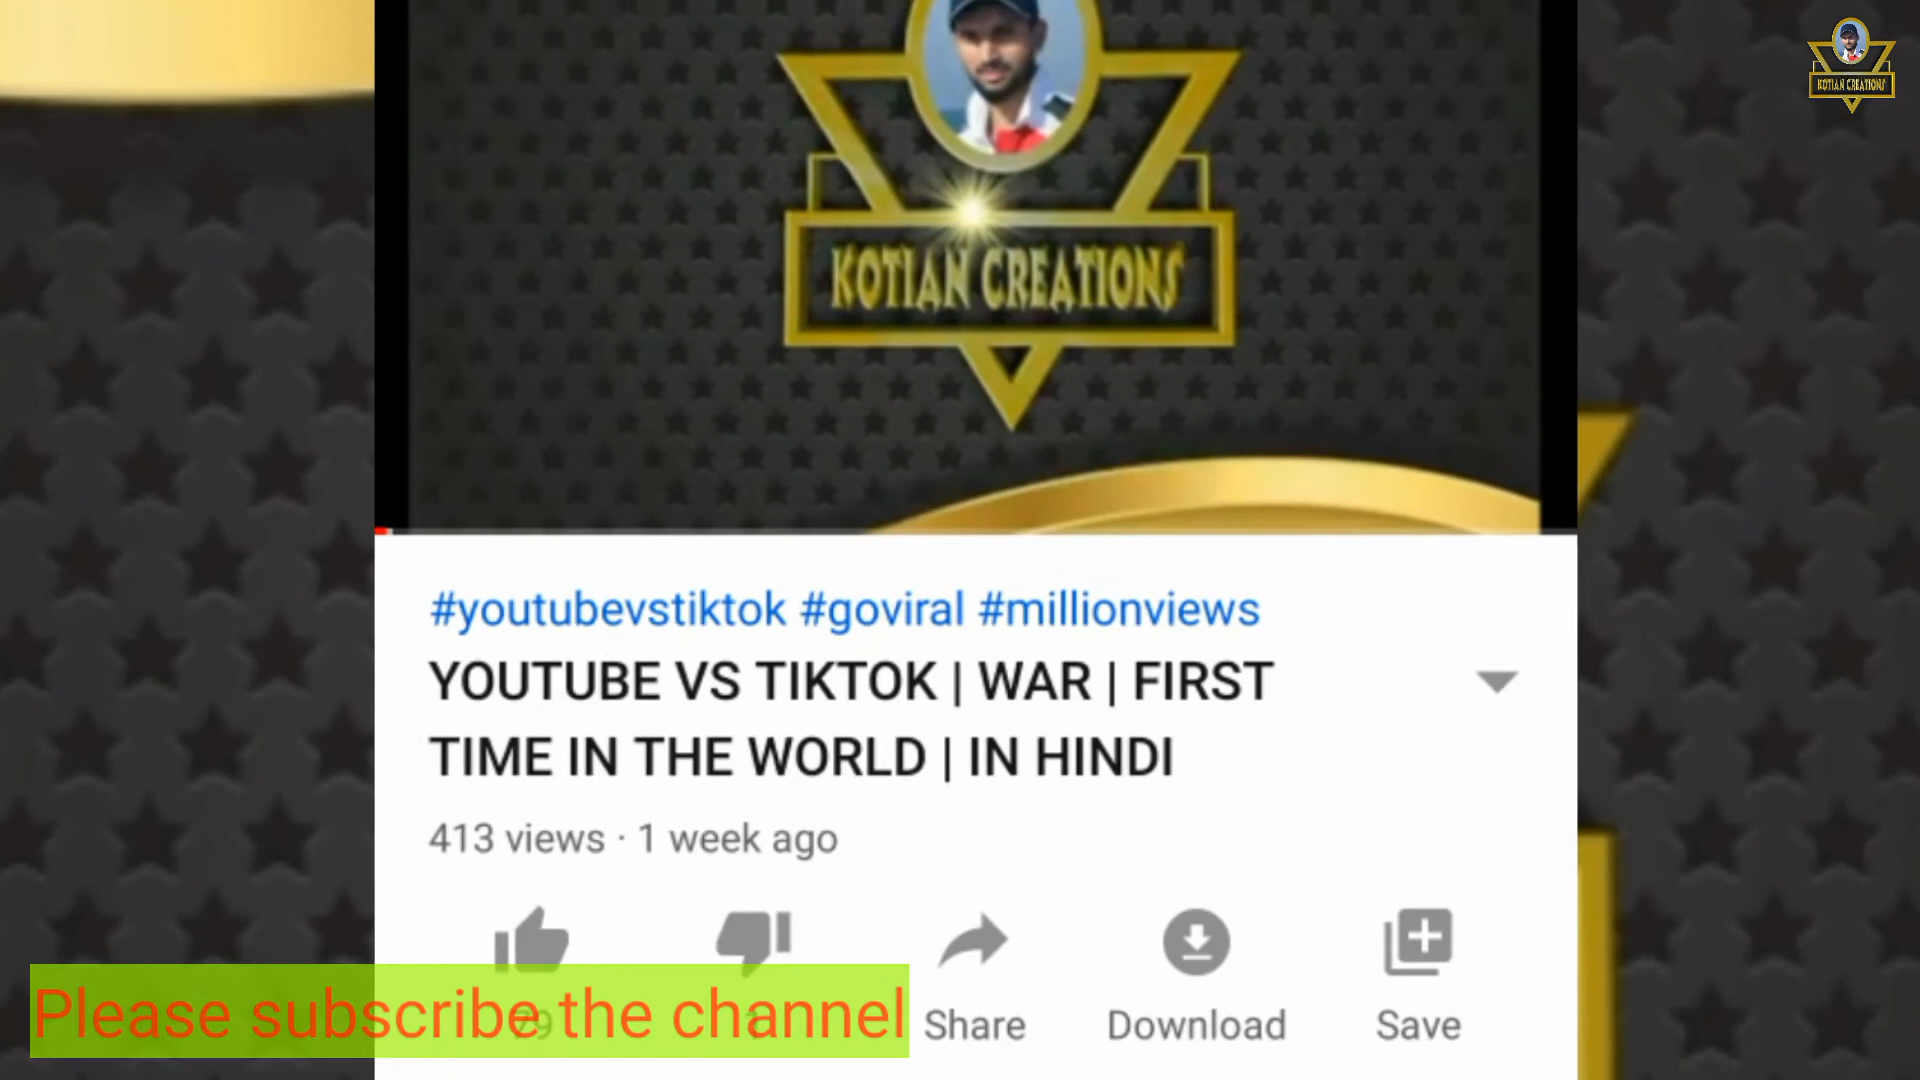 KOTIAN CREATIONS
KOTIAN CREATIONS
#youtubevstiktok #goviral #millionviews
YOUTUBE VS TIKTOK | WAR | FIRST
TIME IN THE WORLD | IN HINDI
413 views · 1 week ago
Please subscribe the channel
79
Share
Download
Save